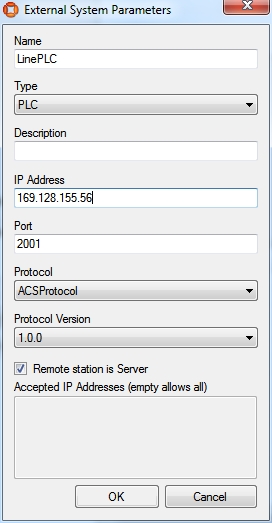 External System Parameters
Name
LinePLC
Type
PLC
Description
IP Address
169.128.155.56
Port
2001
Protocol
ACSProtocol
Protocol Version
1.0.0
Remote station is Server
Accepted IP Addresses (empty allows all)
OK Cancel